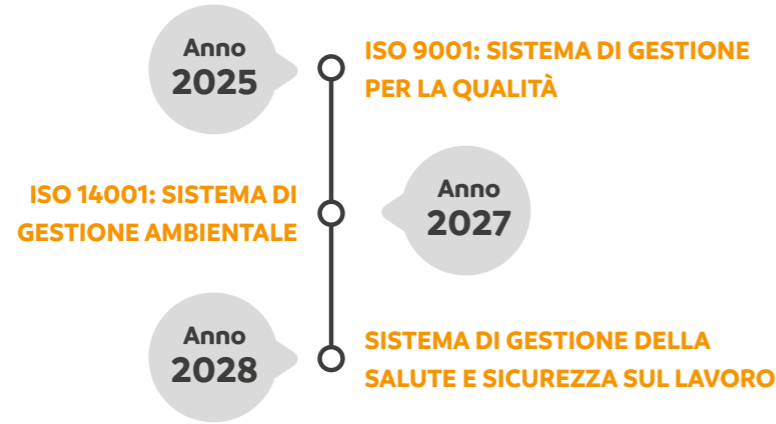 Anno
2025
ISO 9001: SISTEMA DI GESTIONE
PER LA QUALITÀ
ISO 14001: SISTEMA DI
GESTIONE AMBIENTALE
Anno
2027
Anno
2028
SISTEMA DI GESTIONE DELLA
SALUTE E SICUREZZA SUL LAVORO